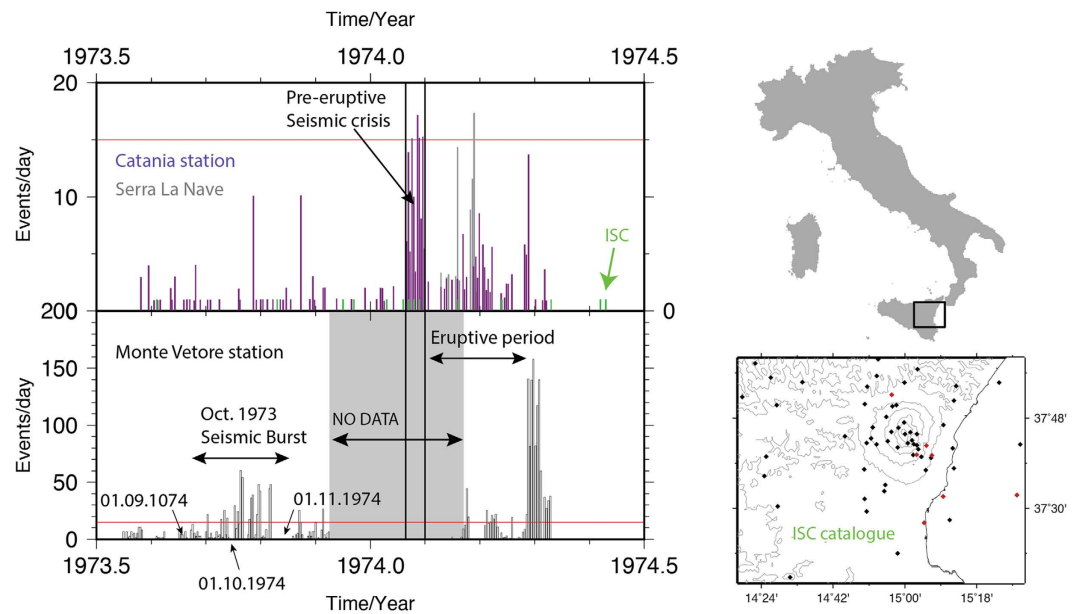 Time/Year
1973.5 1974.0 1974.5
20
Pre-eruptive
Seismic crisis
Catania station
Serra La Nave
10
Events/day
ISC
0
200
Eruptive period
Monte Vetore station
150
Oct. 1973
Seismic Burst
NO DATA
100
Events/day
50
01.09.1074
01.11.1974
0
1973.5 1974.0 1974.5
01.10.1974
Time/Year
37°48'
37°30'
ISC catalogue
14°24' 14°42' 15°00' 15°18'